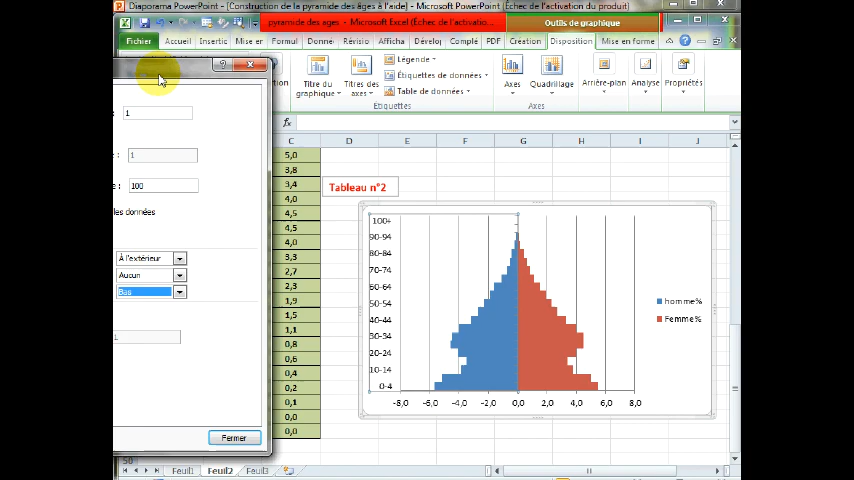 Diaporama PowerPoint - [Construction de la pyramide des âges à l'aide] - Microsoft PowerPoint (Échec de l'activation du produit)
pyramide des ages - Microsoft Excel (Échec de l'activation...
Outils de graphique
Fichier Accueil Insertic Mise er Formul Donne Révisio Afficha Dévelo Complé PDF Création Disposition Mise en forme
Titre du graphique
Titres des axes
Légende
Étiquettes de données
Table de données
Axes
Quadrillage
Arrière-plan
Analyse
Propriétés
Étiquettes
Axes
fx
C D E F G H I J
: 1
: 1
e : 100
les données
À l'extérieur
Aucun
Bas
1
Fermer
5,0
3,8
3,4
4,0
4,5
4,5
4,0
3,3
2,7
2,3
1,9
1,5
1,1
0,8
0,6
0,4
0,2
0,1
0,0
0,0
Tableau n°2
100+
90-94
80-84
70-74
60-64
50-54
40-44
30-34
20-24
10-14
0-4
-8,0 -6,0 -4,0 -2,0 0,0 2,0 4,0 6,0 8,0
homme%
Femme%
50
Feuil1 Feuil2 Feuil3